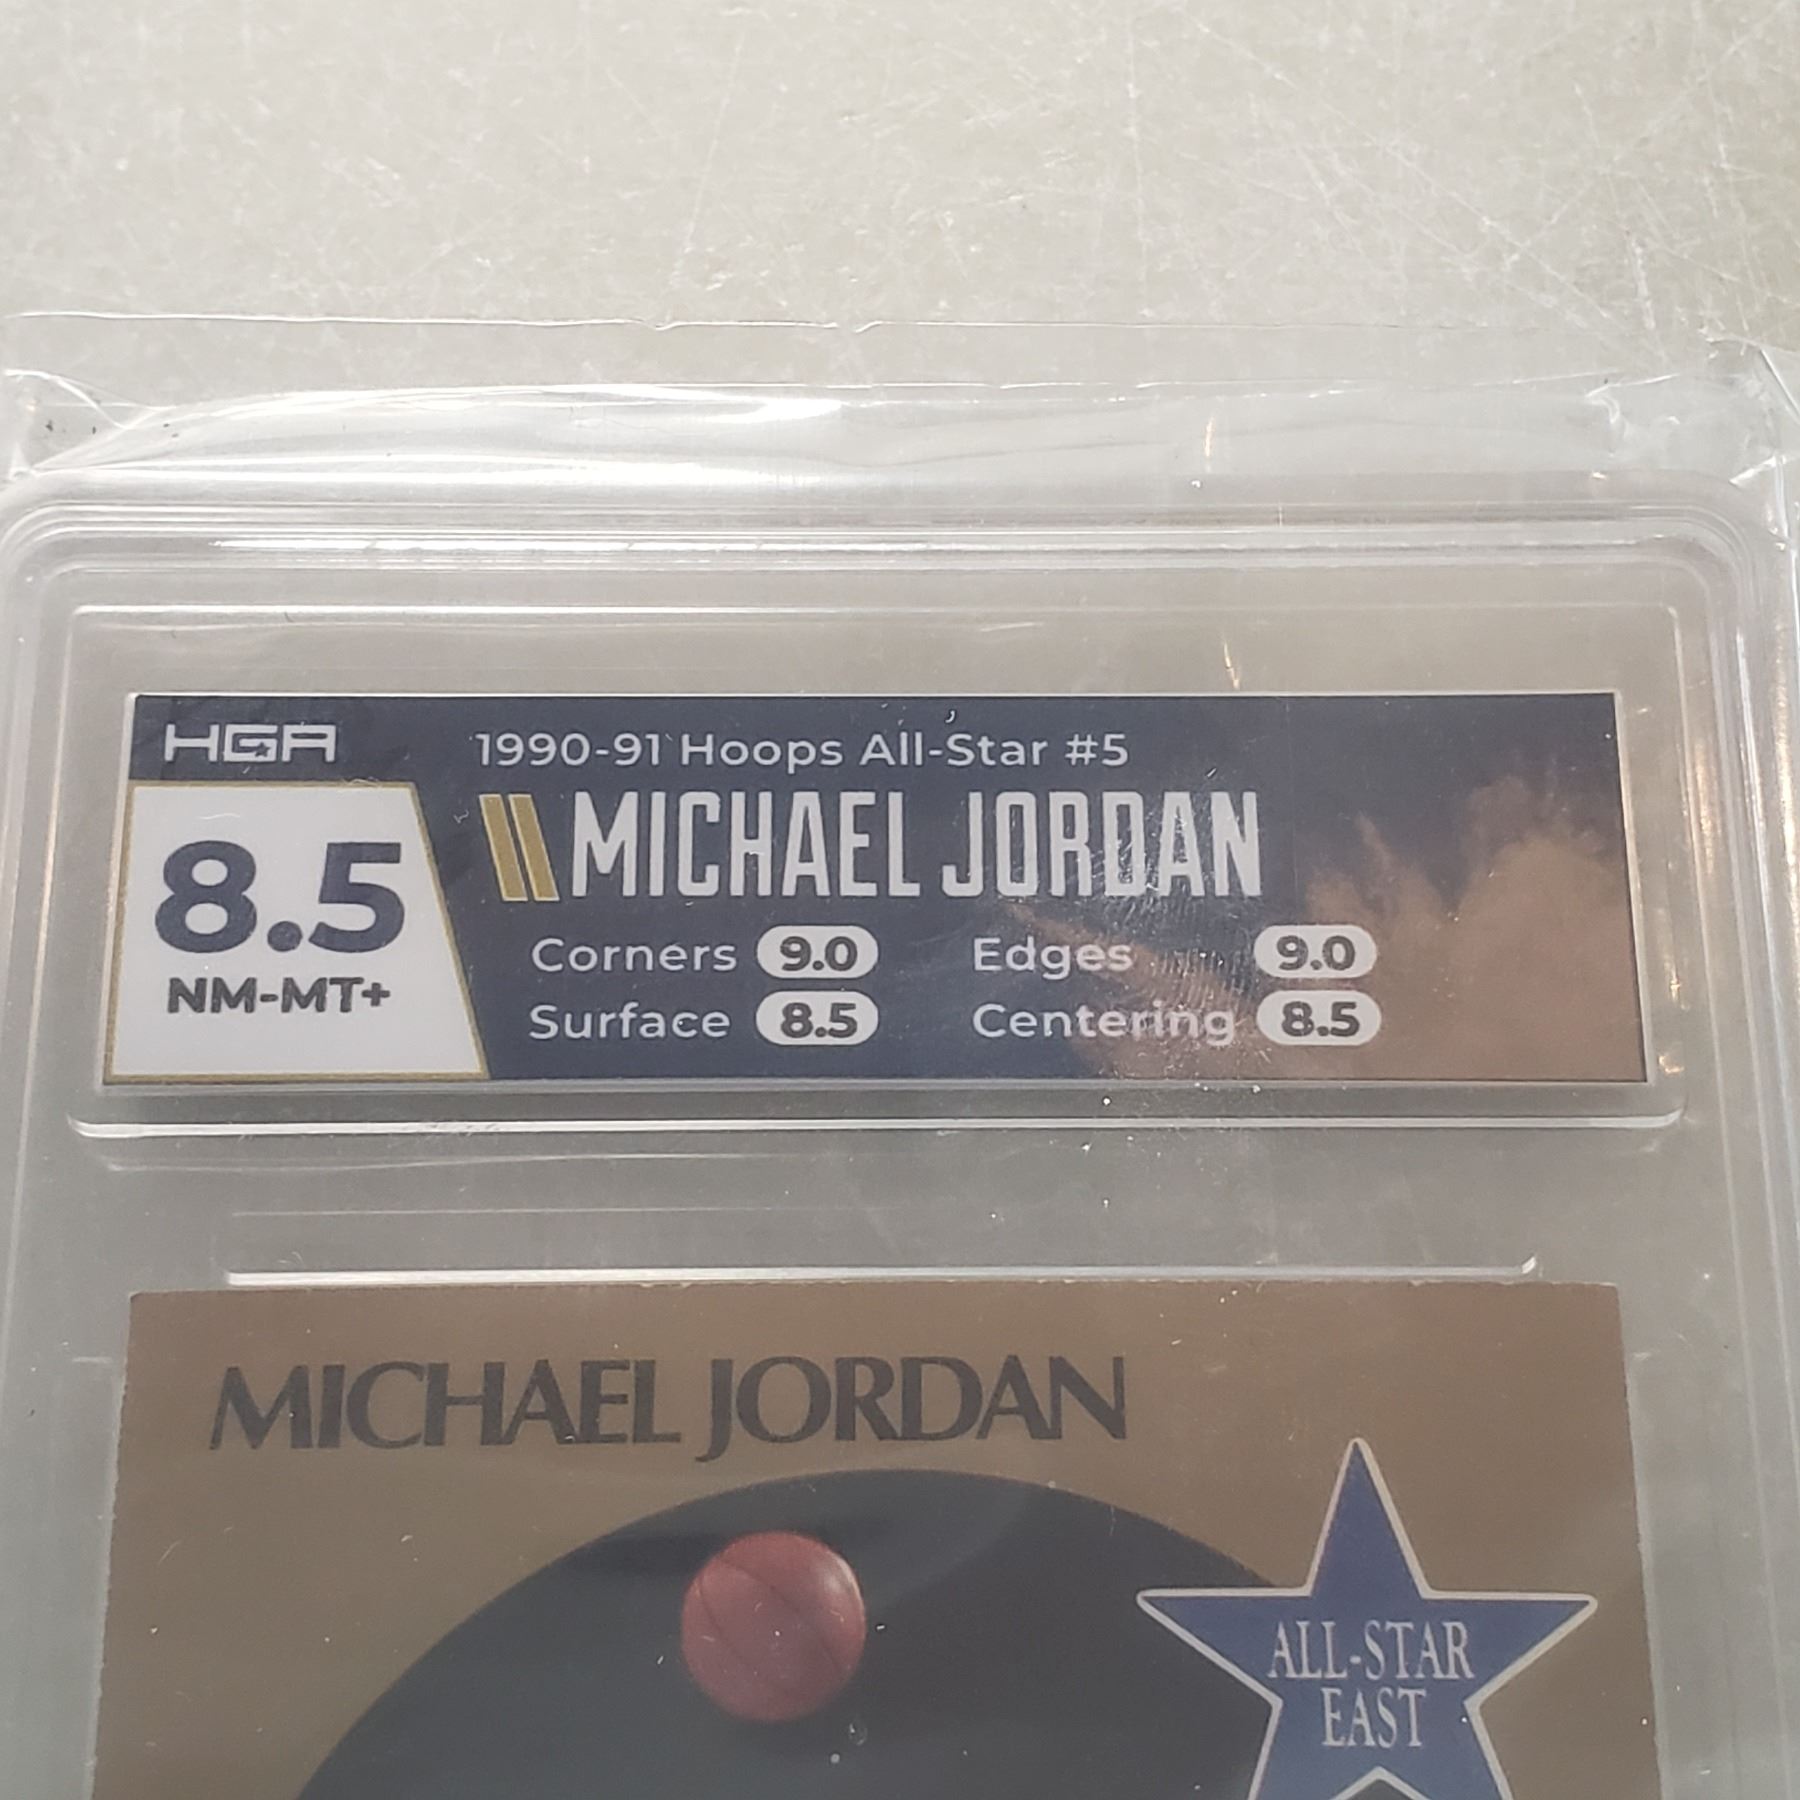 HGA
1990-91 Hoops All-Star #5
MICHAEL JORDAN
8.5
NM-MT+
Corners 9.0 Edges 9.0
Surface 8.5 Centering 8.5
MICHAEL JORDAN
ALL-STAR
EAST